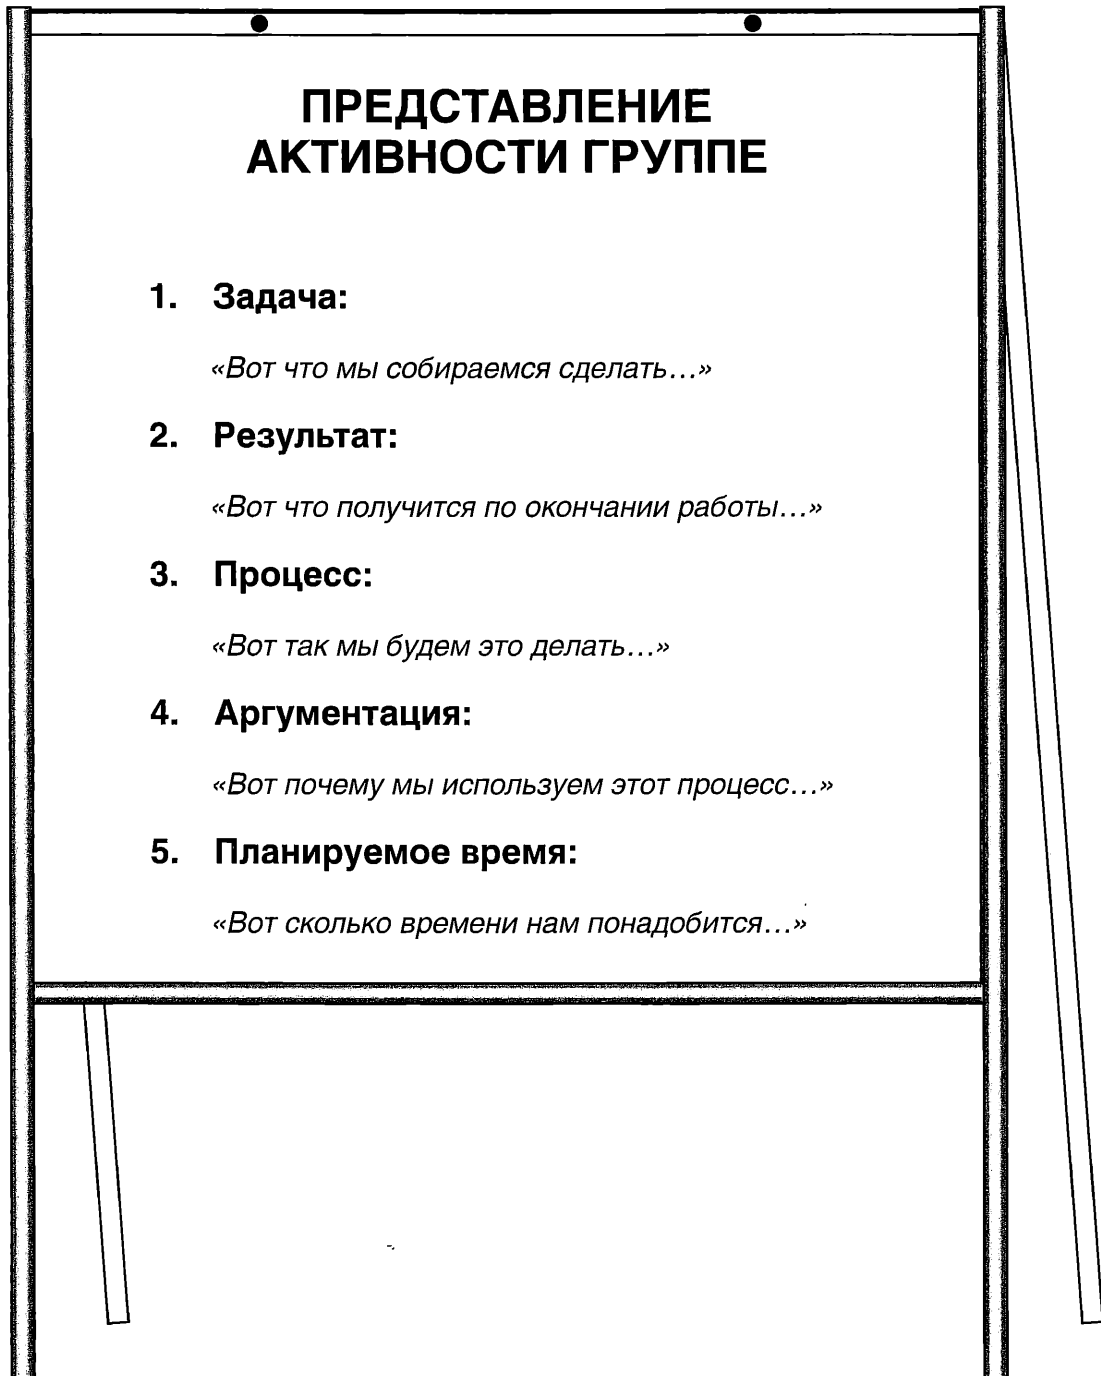 ПРЕДСТАВЛЕНИЕ
АКТИВНОСТИ ГРУППЕ
1. Задача:
«Вот что мы собираемся сделать...»
2. Результат:
«Вот что получится по окончании работы...»
3. Процесс:
«Вот так мы будем это делать...»
4. Аргументация:
«Вот почему мы используем этот процесс...»
5. Планируемое время:
«Вот сколько времени нам понадобится...»